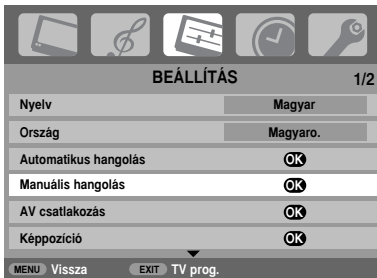 BEÁLLÍTÁS 1/2
Nyelv Magyar
Ország Magyaro.
Automatikus hangolás OK
Manuális hangolás OK
AV csatlakozás OK
Képpozíció OK
MENU Vissza EXIT TV prog.